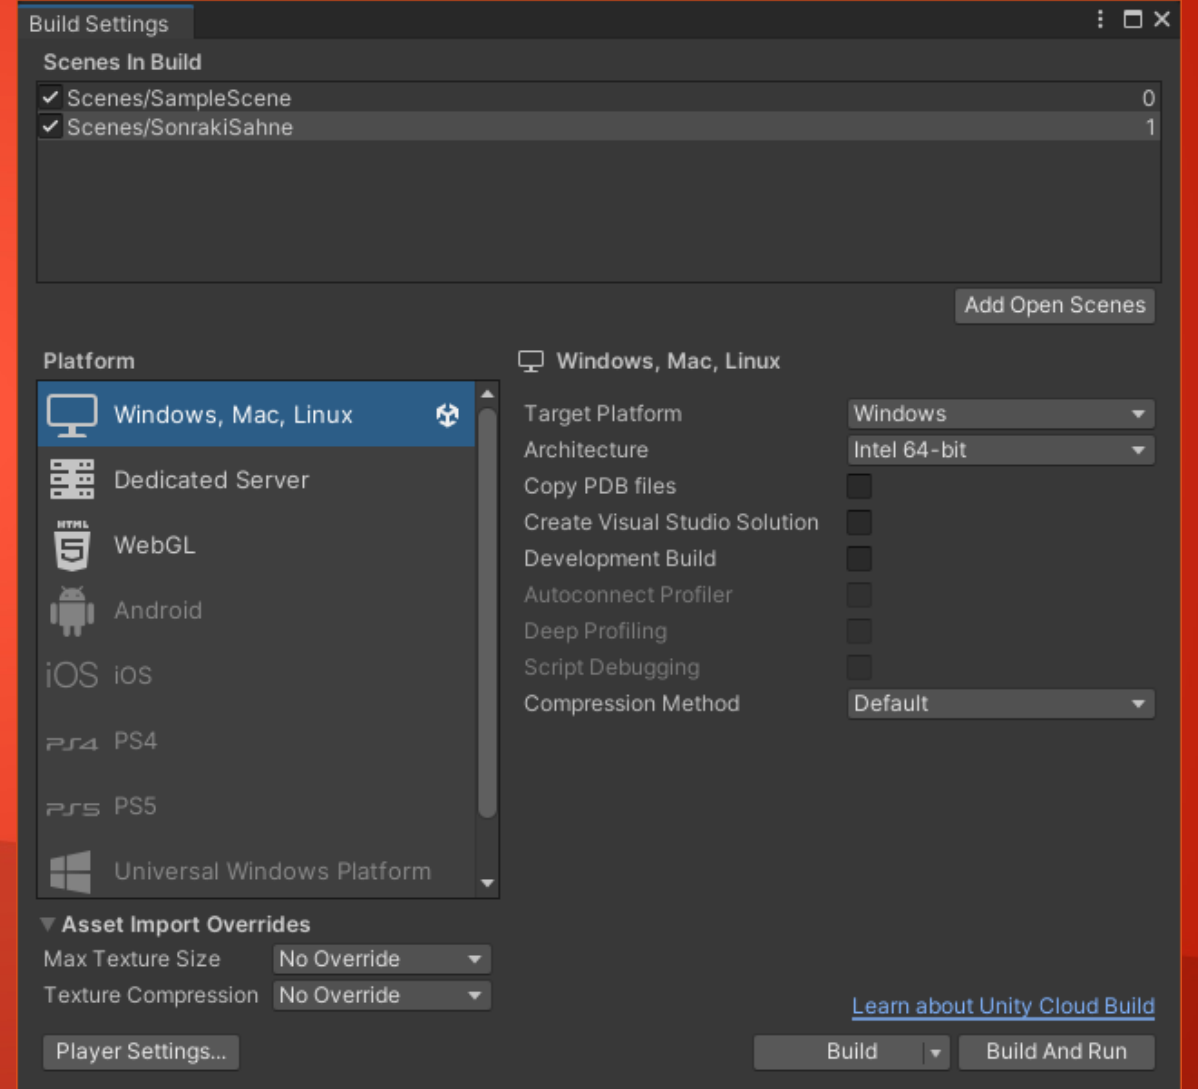 Build Settings
Scenes In Build
Scenes/SampleScene 0
Scenes/SonrakiSahne 1
Add Open Scenes
Platform
Windows, Mac, Linux
Dedicated Server
HTML
5
WebGL
Android
iOS iOS
PS4 PS4
PS5 PS5
Universal Windows Platform
Windows, Mac, Linux
Target Platform Windows
Architecture Intel 64-bit
Copy PDB files
Create Visual Studio Solution
Development Build
Autoconnect Profiler
Deep Profiling
Script Debugging
Compression Method Default
Asset Import Overrides
Max Texture Size No Override
Texture Compression No Override
Learn about Unity Cloud Build
Player Settings...
Build
Build And Run